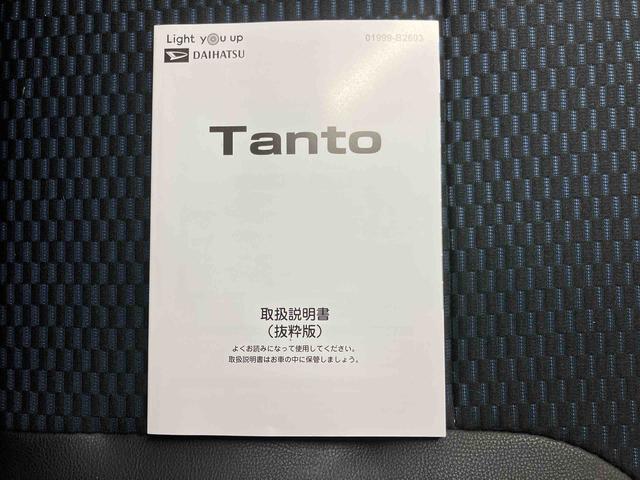 Light you up
DAIHATSU
01999-B2603
Tanto
取扱説明書
（抜粋版）
よくお読みになって使用してください。
取扱説明書はお車の中に保管しましょう。